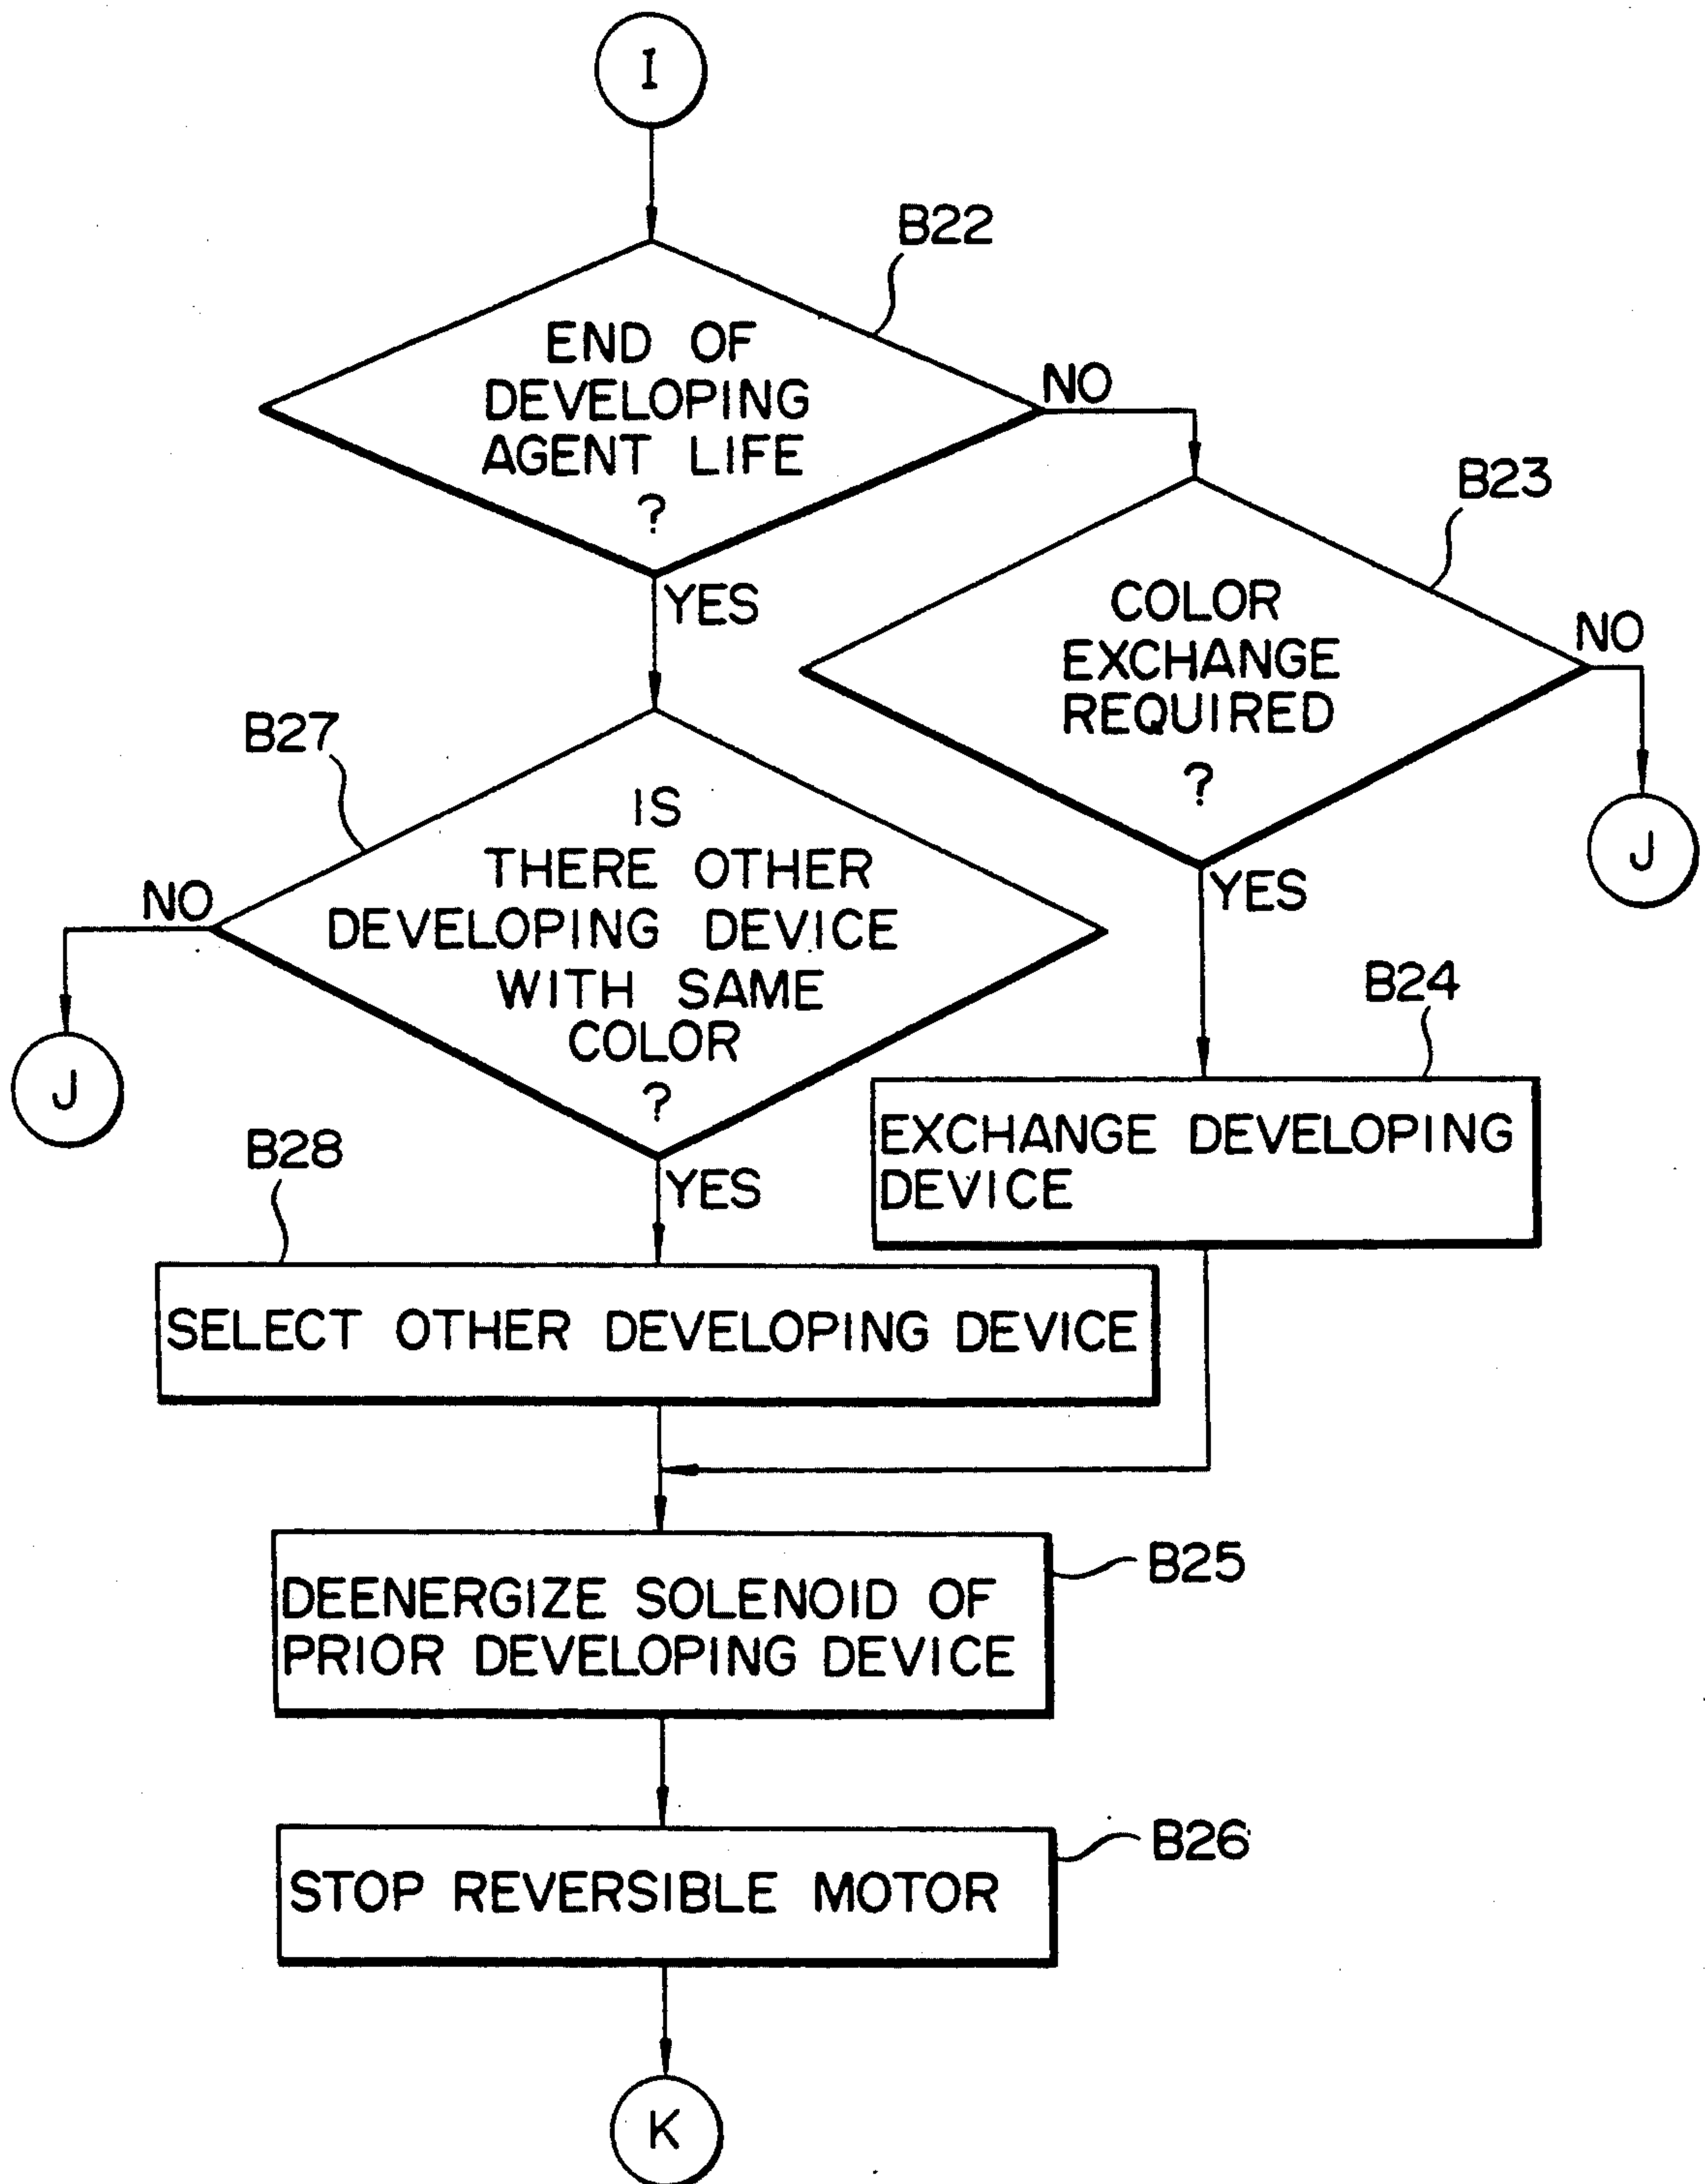 I
B22
END OF
DEVELOPING
AGENT LIFE
?
NO
YES
B23
COLOR
EXCHANGE
REQUIRED
?
NO
J
YES
B27
IS
THERE OTHER
DEVELOPING DEVICE
WITH SAME
COLOR
?
NO
J
YES
B24
EXCHANGE DEVELOPING
DEVICE
B28
SELECT OTHER DEVELOPING DEVICE
B25
DEENERGIZE SOLENOID OF
PRIOR DEVELOPING DEVICE
B26
STOP REVERSIBLE MOTOR
K